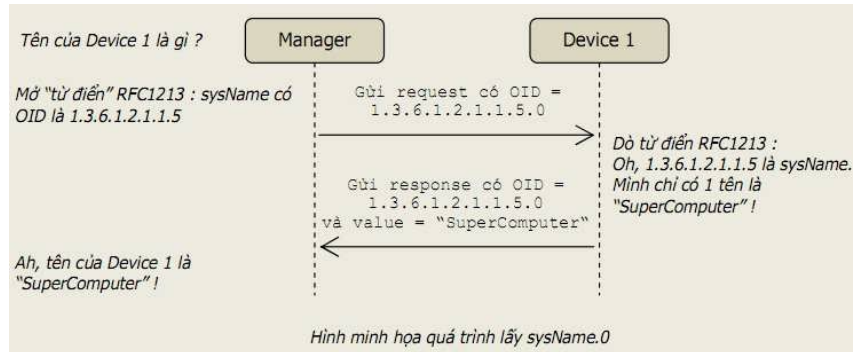 Tên của Device 1 là gì ?
Manager
Device 1
Mở “từ điển” RFC1213 : sysName có
OID là 1.3.6.1.2.1.1.5
Gửi request có OID =
1.3.6.1.2.1.1.5.0
Dò từ điển RFC1213 :
Oh, 1.3.6.1.2.1.1.5 là sysName.
Mình chỉ có 1 tên là
“SuperComputer” !
Gửi response có OID =
1.3.6.1.2.1.1.5.0
và value = “SuperComputer“
Ah, tên của Device 1 là
“SuperComputer” !
Hình minh họa quá trình lấy sysName.0